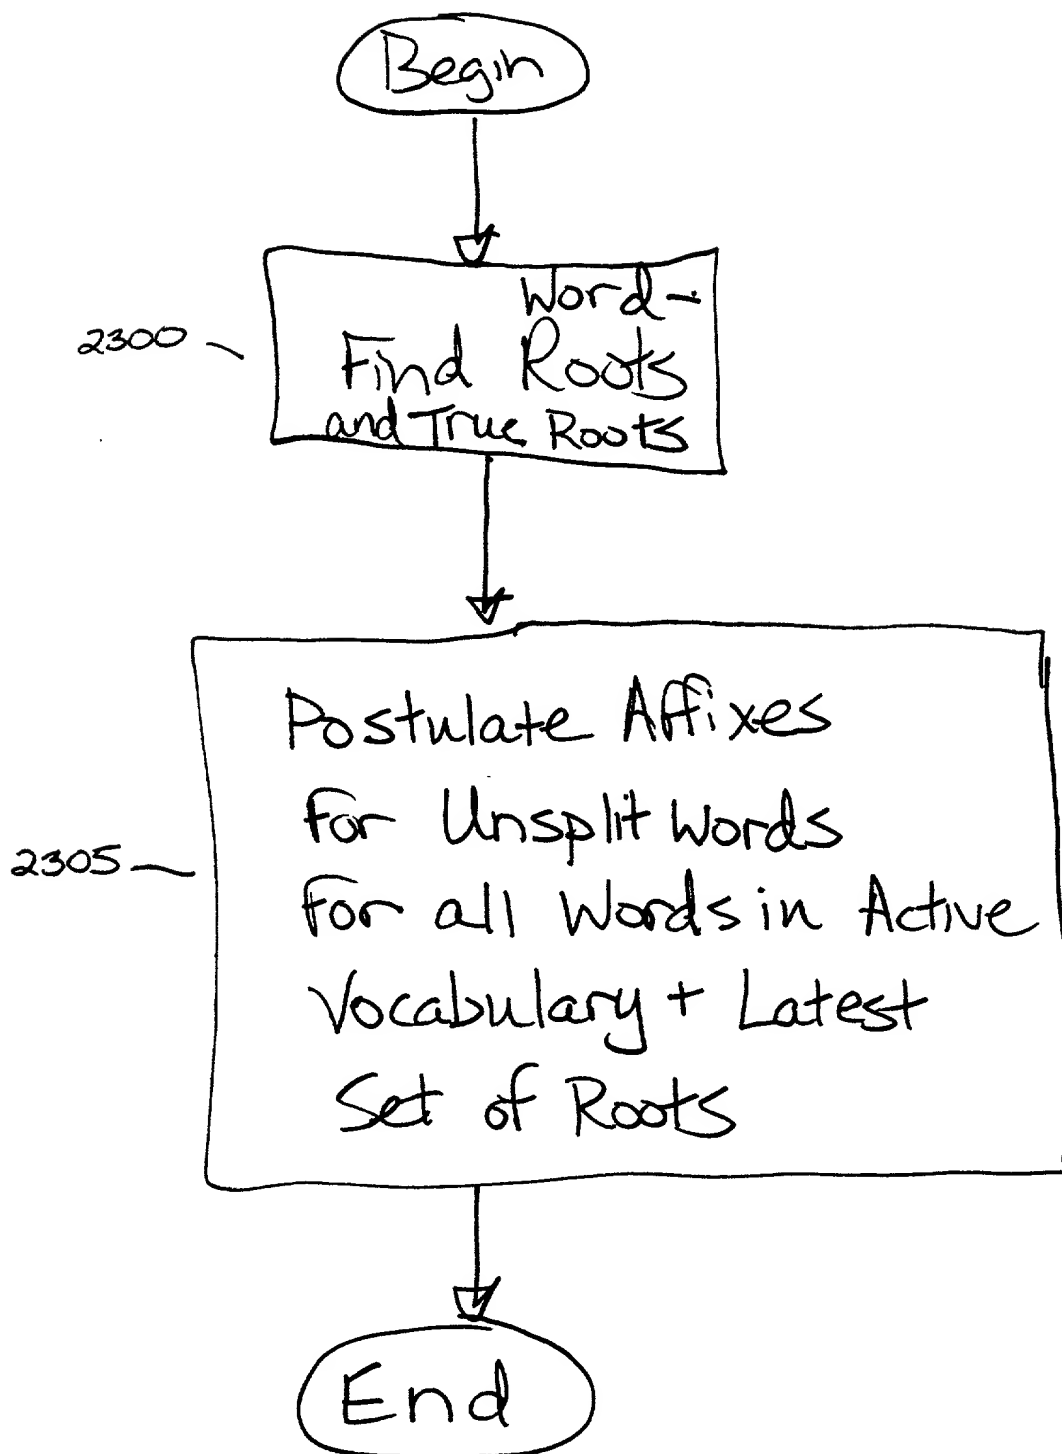 Begin
2300
Word-
Find Roots
and True Roots
2305
Postulate Affixes
For Unsplit Words
For all Words in Active
Vocabulary + Latest
Set of Roots
End